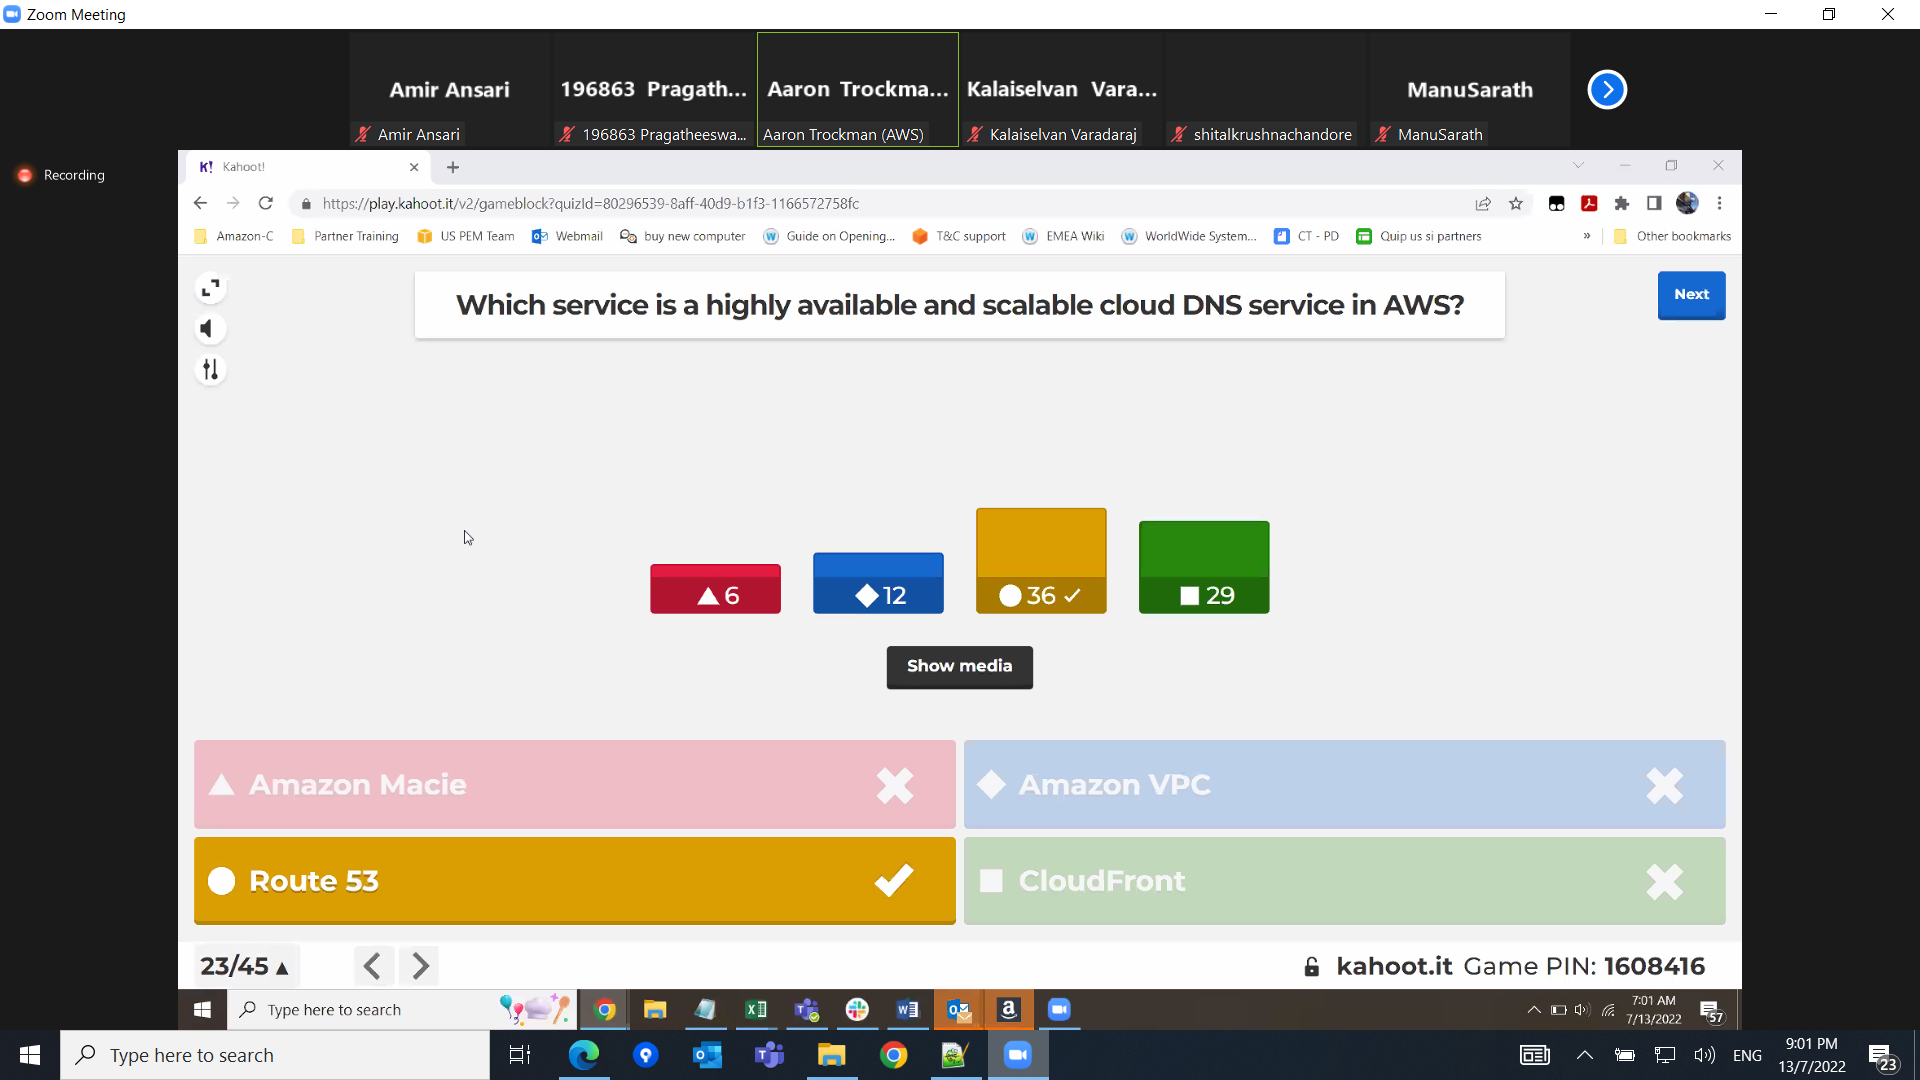 Zoom Meeting
Amir Ansari
196863 Pragath...
Aaron Trockma...
Kalaiselvan Vara...
ManuSarath
Amir Ansari
196863 Pragatheeswa...
Aaron Trockman (AWS)
Kalaiselvan Varadaraj
shitalkrushnachandore
ManuSarath
Recording
K! Kahoot!
https://play.kahoot.it/v2/gameblock?quizId=80296539-8aff-40d9-b1f3-1166572758fc
Amazon-C
Partner Training
US PEM Team
Webmail
buy new computer
Guide on Opening...
T&C support
EMEA Wiki
WorldWide System...
CT - PD
Quip us si partners
»
Other bookmarks
Which service is a highly available and scalable cloud DNS service in AWS?
Next
6
12
36
29
Show media
Amazon Macie
Amazon VPC
Route 53
CloudFront
23/45
kahoot.it Game PIN: 1608416
Type here to search
7:01 AM
7/13/2022
57
Type here to search
ENG
9:01 PM
13/7/2022
23